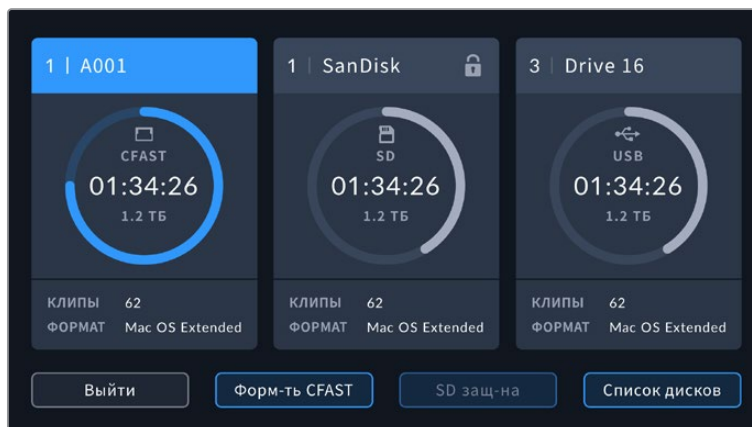 1 | A001
CFAST
01:34:26
1.2 ТБ
КЛИПЫ 62
ФОРМАТ Mac OS Extended
1 | SanDisk
SD
01:34:26
1.2 ТБ
КЛИПЫ 62
ФОРМАТ Mac OS Extended
3 | Drive 16
USB
01:34:26
1.2 ТБ
КЛИПЫ 62
ФОРМАТ Mac OS Extended
Выйти
Форм-ть CFAST
SD защ-на
Список дисков